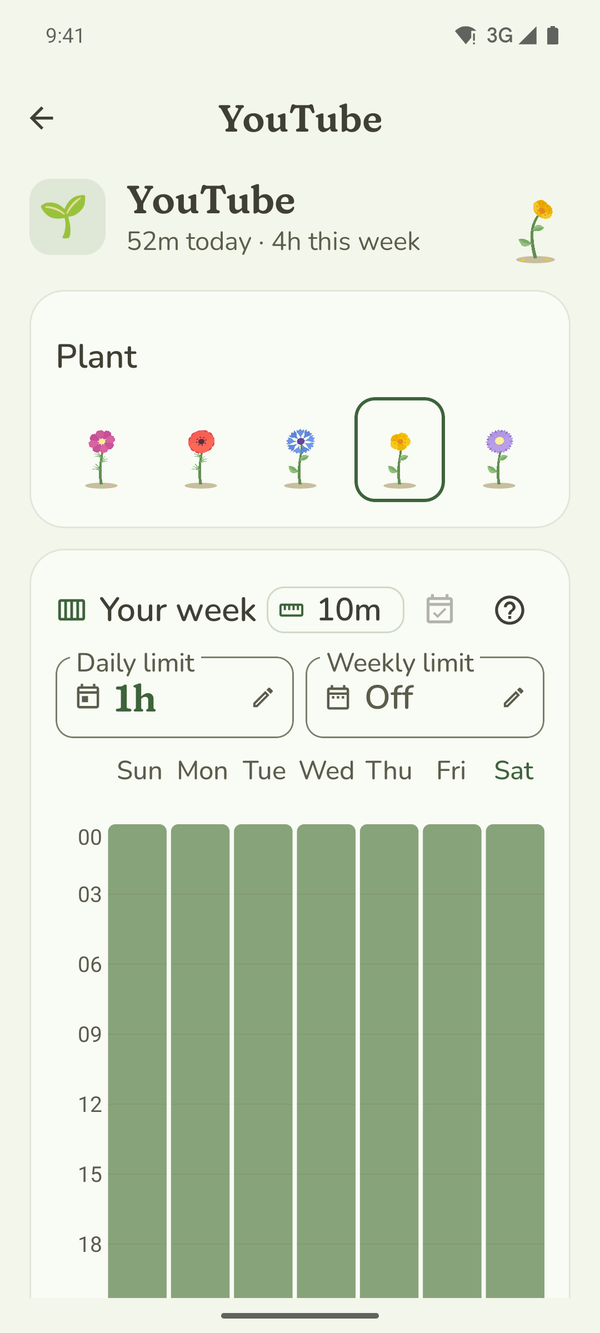 9:41
3G
YouTube
YouTube
52m today · 4h this week
Plant
Your week
10m
Daily limit
Weekly limit
1h
Off
Sun Mon Tue Wed Thu Fri Sat
00
03
06
09
12
15
18